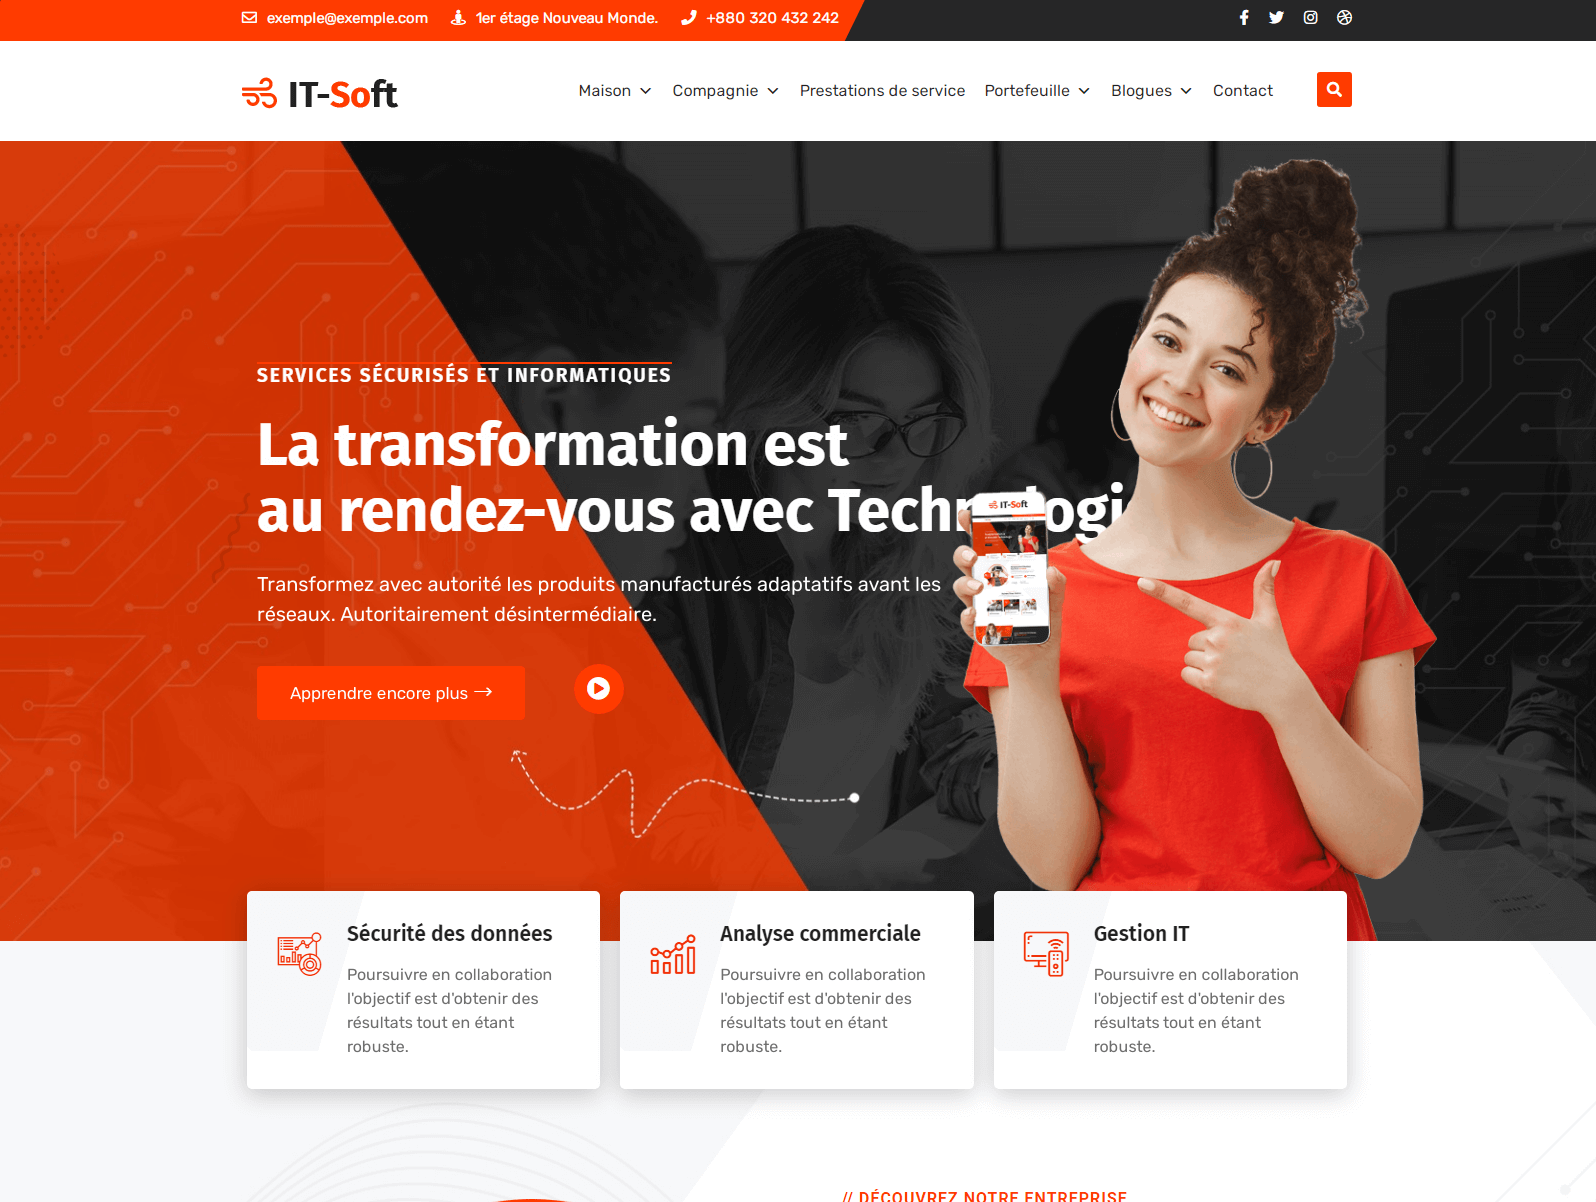 exemple@exemple.com 1er étage Nouveau Monde. +880 320 432 242
IT-Soft
Maison Compagnie Prestations de service Portefeuille Blogues Contact
SERVICES SÉCURISÉS ET INFORMATIQUES
La transformation est
au rendez-vous avec
IT-Soft
Transformez avec autorité les produits manufacturés adaptatifs avant les
réseaux. Autoritairement désintermédiaire.
Apprendre encore plus
Sécurité des données
Poursuivre en collaboration
l'objectif est d'obtenir des
résultats tout en étant
robuste.
Analyse commerciale
Poursuivre en collaboration
l'objectif est d'obtenir des
résultats tout en étant
robuste.
Gestion IT
Poursuivre en collaboration
l'objectif est d'obtenir des
résultats tout en étant
robuste.
// DÉCOUVREZ NOTRE ENTREPRISE